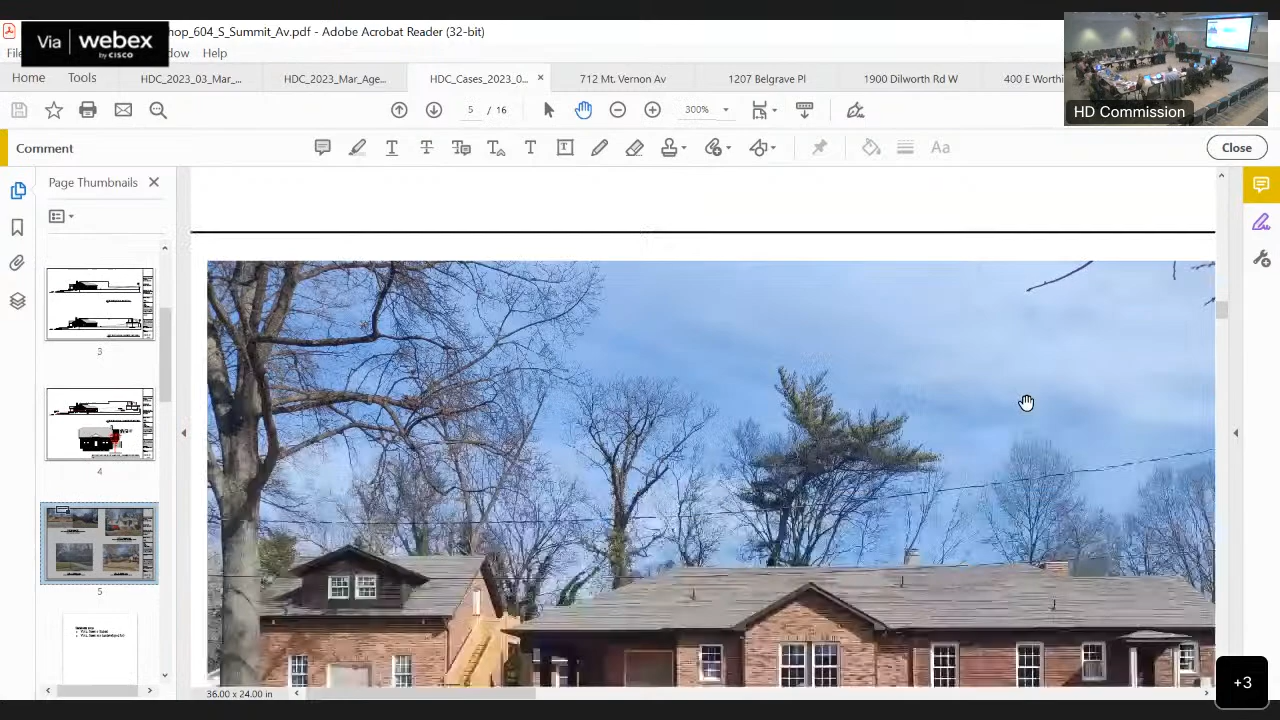 Via webex
by CISCO
hop_604_S_Summit_Av.pdf - Adobe Acrobat Reader (32-bit)
dow Help
Home Tools HDC_2023_03_Mar_... HDC_2023_Mar_Age... HDC_Cases_2023_0... × 712 Mt. Vernon Av 1207 Belgrave Pl 1900 Dilworth Rd W 400 E Worthi
HD Commission
5 / 16 300%
Comment Aa Close
Page Thumbnails
3
4
5
36.00 x 24.00 in
+3